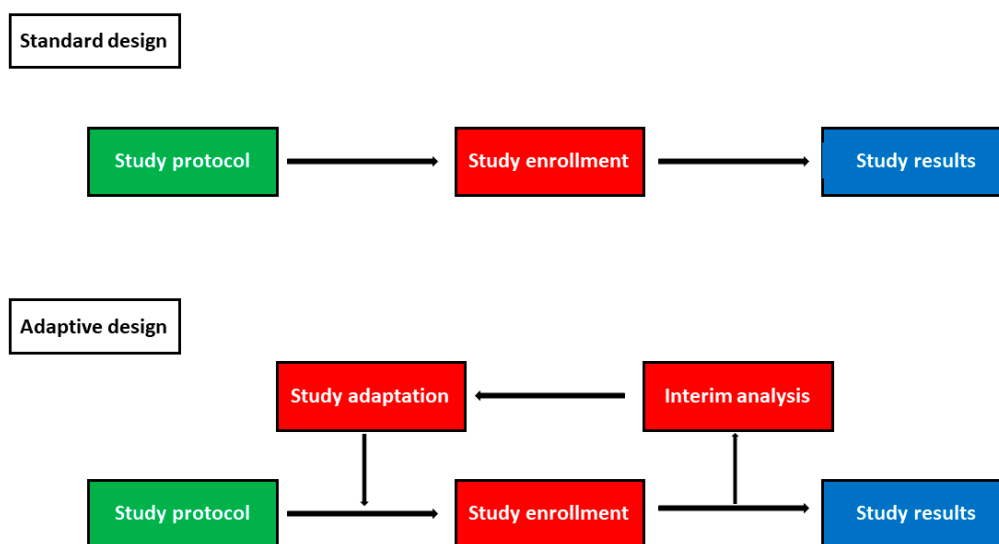 Standard design
Study protocol
Study enrollment
Study results
Adaptive design
Study adaptation
Interim analysis
Study protocol
Study enrollment
Study results